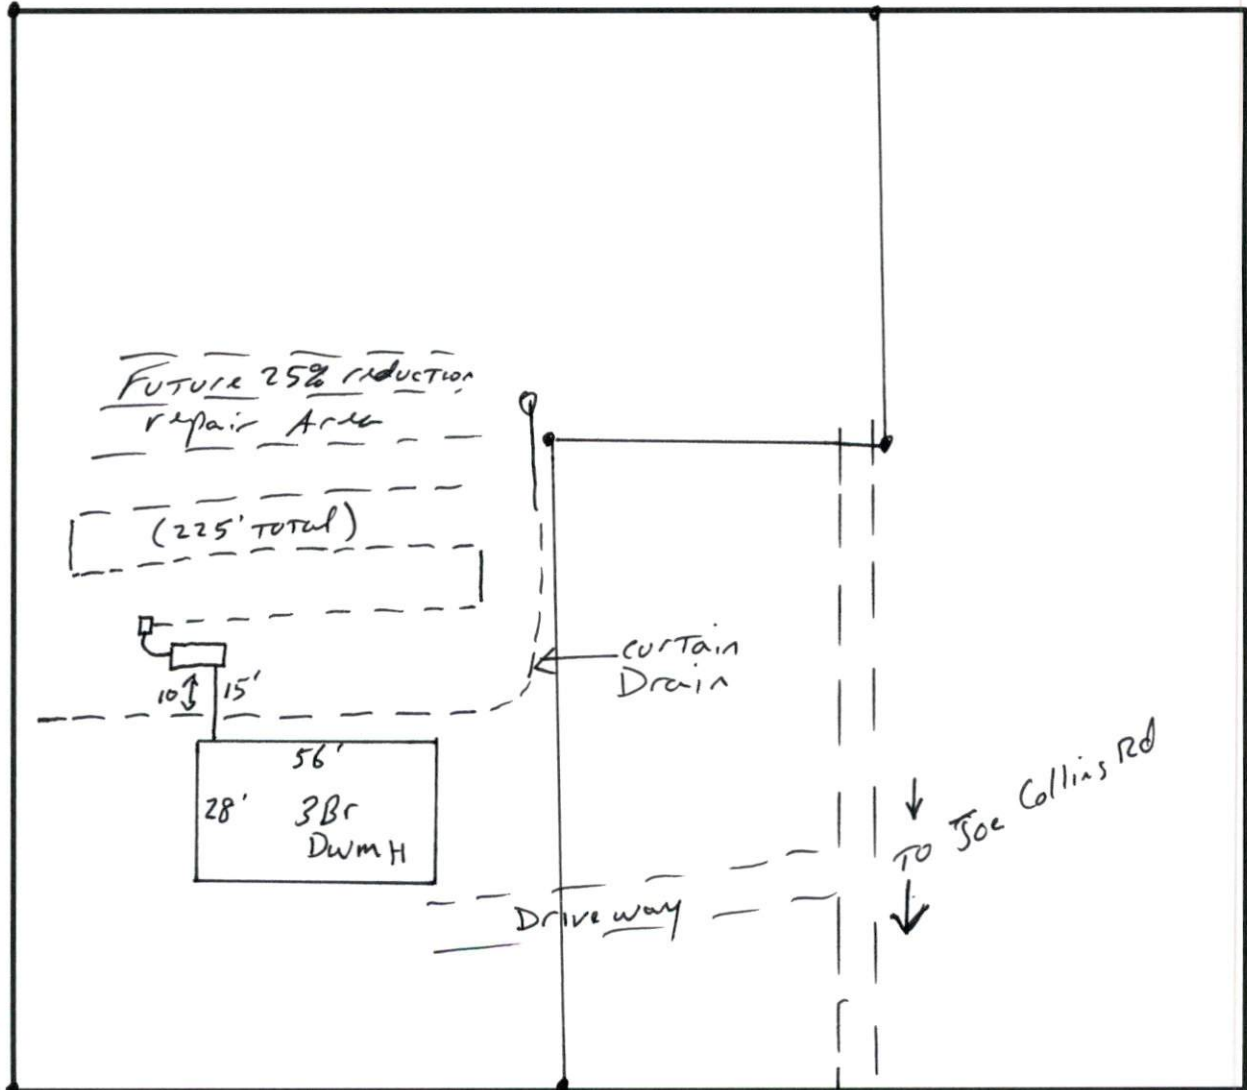 Future 25% reduction
repair Area
(225' Total)
10
15'
curtain
Drain
56'
28'
3Br
DwmH
To Joe Collins Rd
Driveway